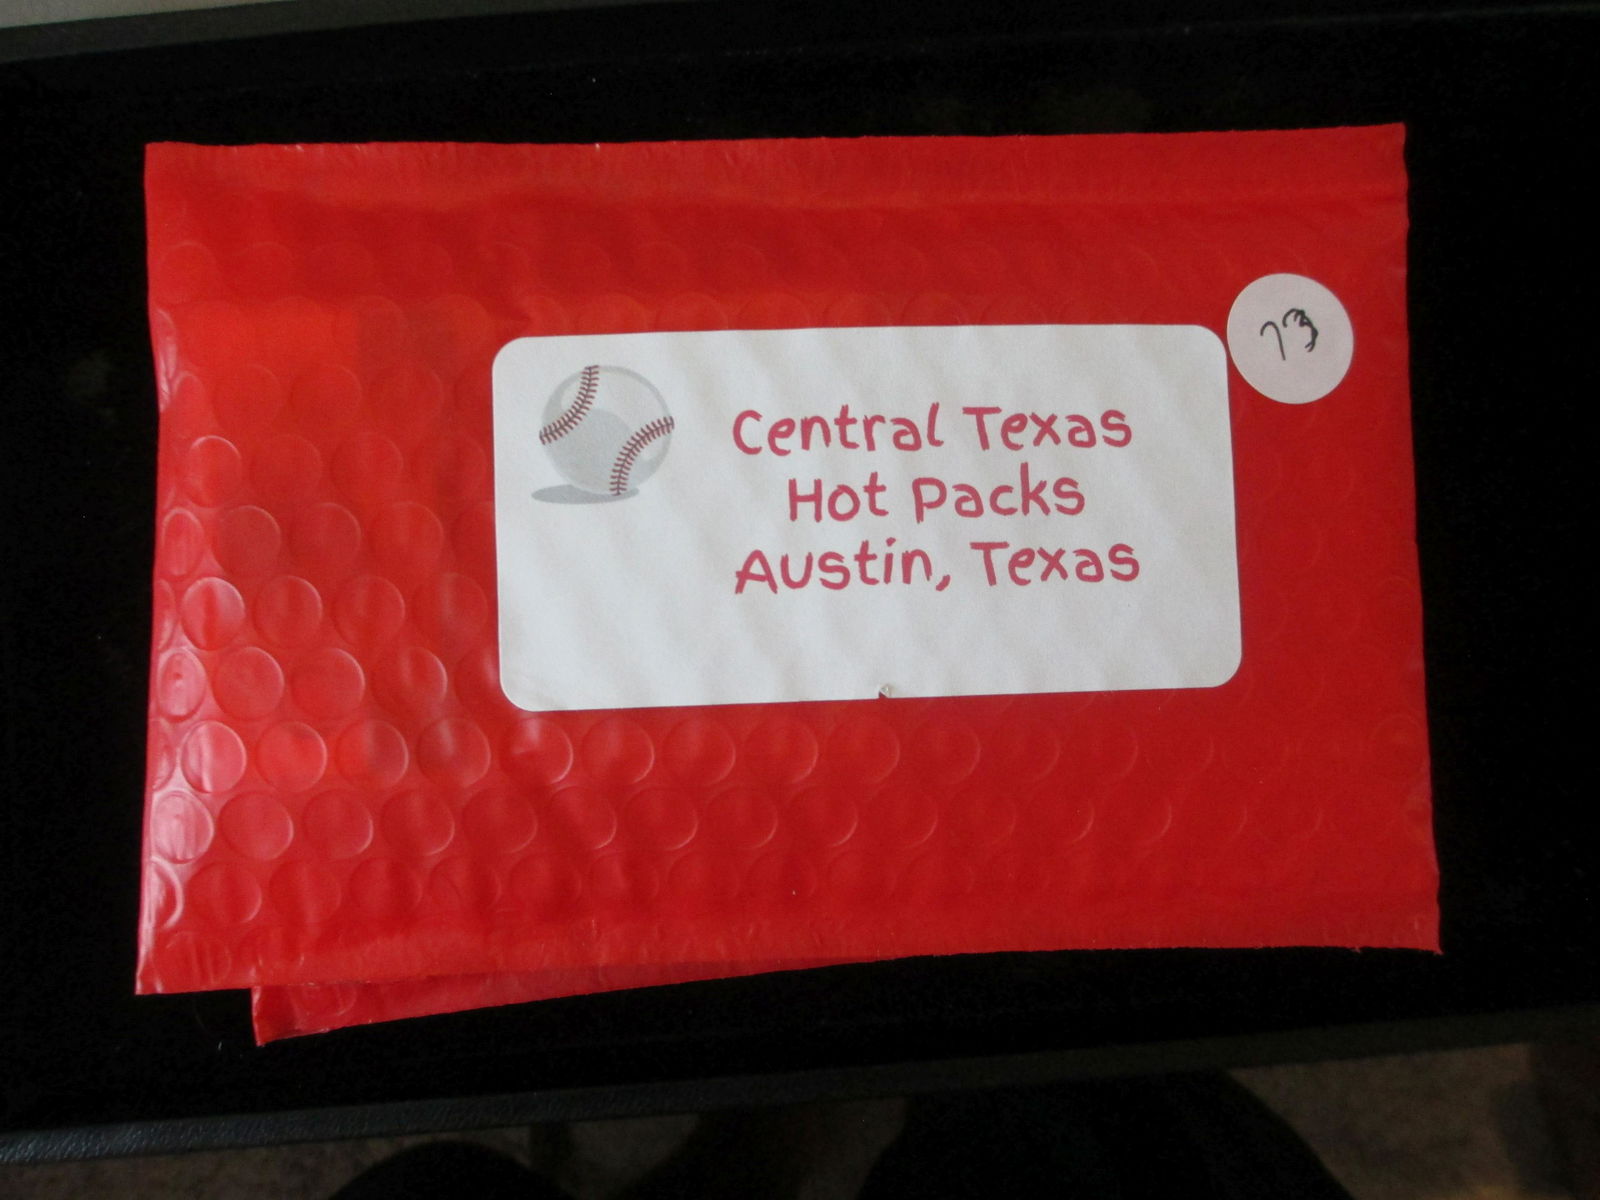 73
Central Texas
Hot Packs
Austin, Texas